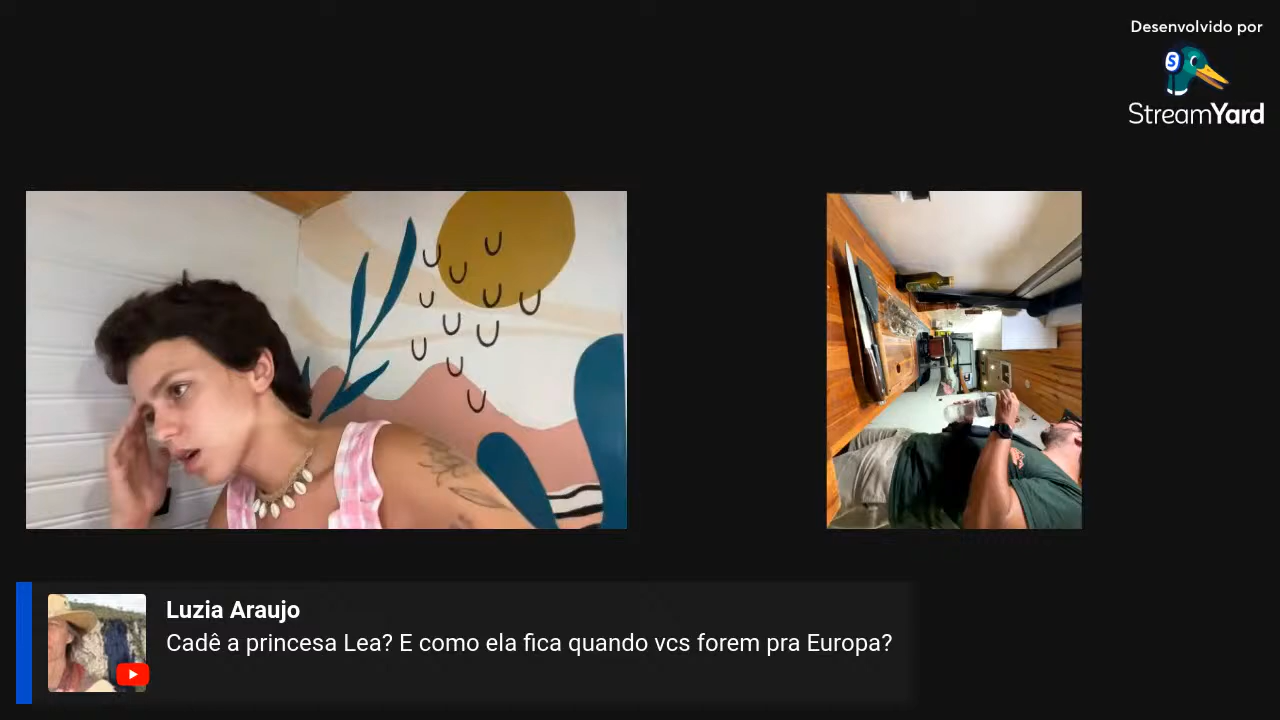 Desenvolvido por
StreamYard
Luzia Araujo
Cadê a princesa Lea? E como ela fica quando vcs forem pra Europa?